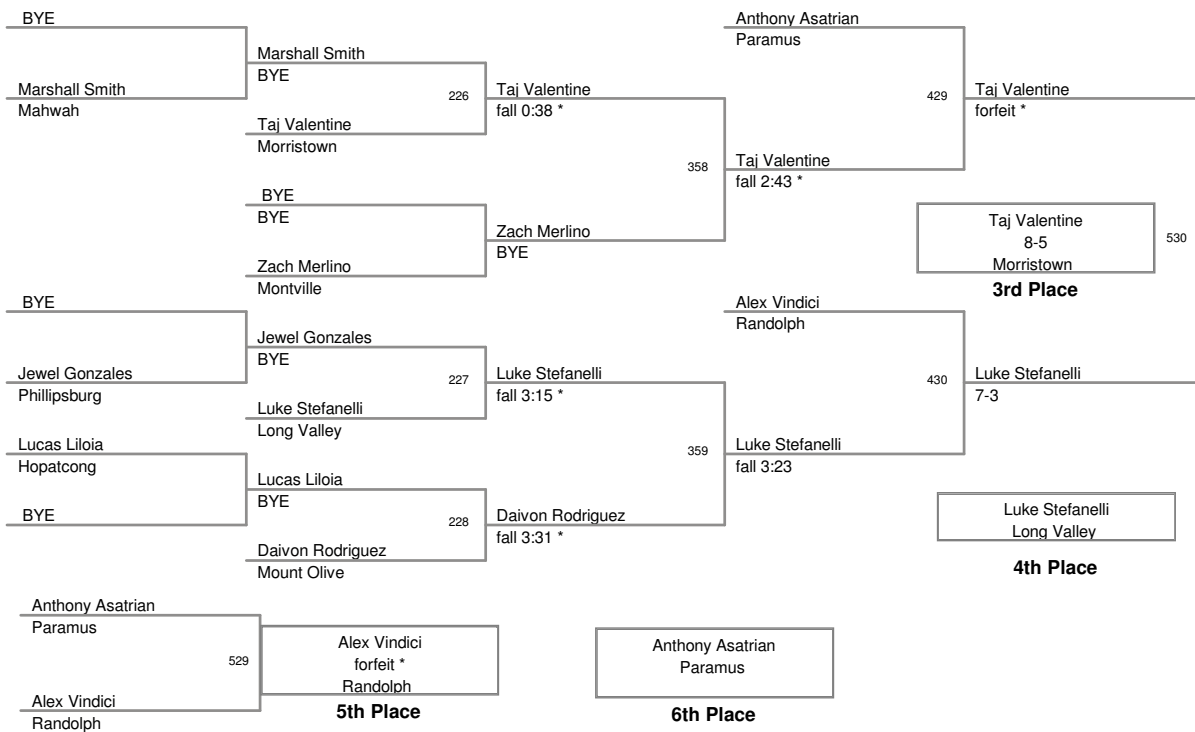 BYE
Marshall Smith
Mahwah
Marshall Smith
BYE
226
Taj Valentine
Morristown
Taj Valentine
fall 0:38 *
BYE
BYE
Zach Merlino
Montville
Zach Merlino
BYE
358
Taj Valentine
fall 2:43 *
Anthony Asatrian
Paramus
429
Taj Valentine
forfeit *
Taj Valentine
8-5
Morristown
530
3rd Place
BYE
Jewel Gonzales
Phillipsburg
Jewel Gonzales
BYE
227
Luke Stefanelli
Long Valley
Luke Stefanelli
fall 3:15 *
Lucas Liloia
Hopatcong
BYE
Lucas Liloia
BYE
228
Daivon Rodriguez
Mount Olive
Daivon Rodriguez
fall 3:31 *
359
Luke Stefanelli
fall 3:23
Alex Vindici
Randolph
430
Luke Stefanelli
7-3
Luke Stefanelli
Long Valley
4th Place
Anthony Asatrian
Paramus
529
Alex Vindici
Randolph
Alex Vindici
forfeit *
Randolph
5th Place
Anthony Asatrian
Paramus
6th Place